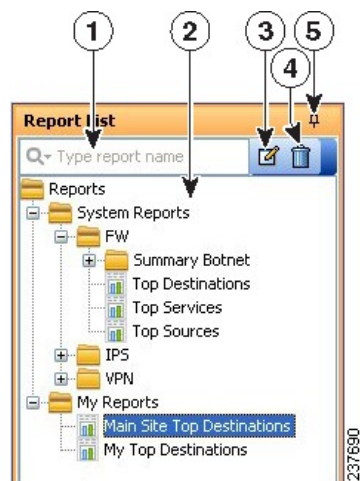 1 2 3 5
4
Report List
Type report name
Reports
System Reports
FW
Summary Botnet
Top Destinations
Top Services
Top Sources
IPS
VPN
My Reports
Main Site Top Destinations
My Top Destinations
237690